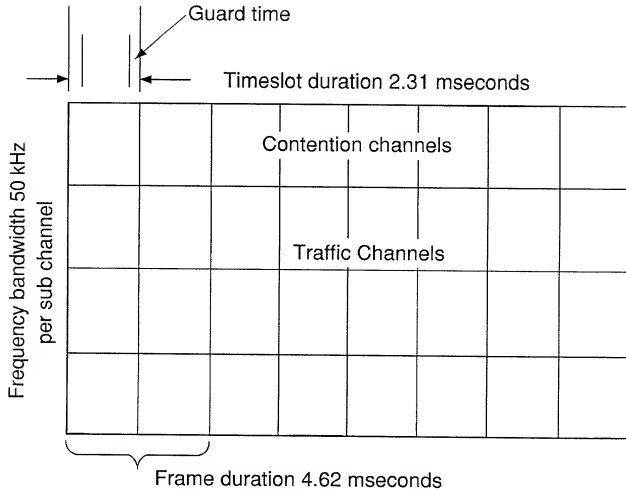 Guard time
Timeslot duration 2.31 mseconds
Contention channels
Traffic Channels
Frequency bandwidth 50 kHz
per sub channel
Frame duration 4.62 mseconds